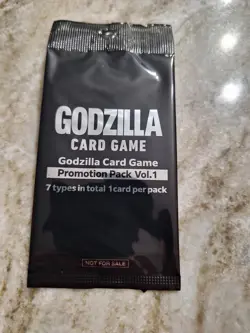 GODZILLA
CARD GAME
Godzilla Card Game
Promotion Pack Vol.1
7 types in total 1card per pack
NOT FOR SALE